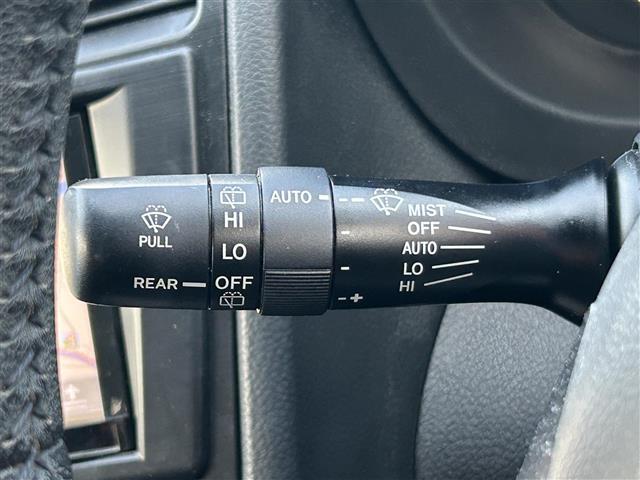 PULL
REAR
HI
LO
OFF
AUTO
- -
-
-
-+
MIST
OFF
AUTO
LO
HI